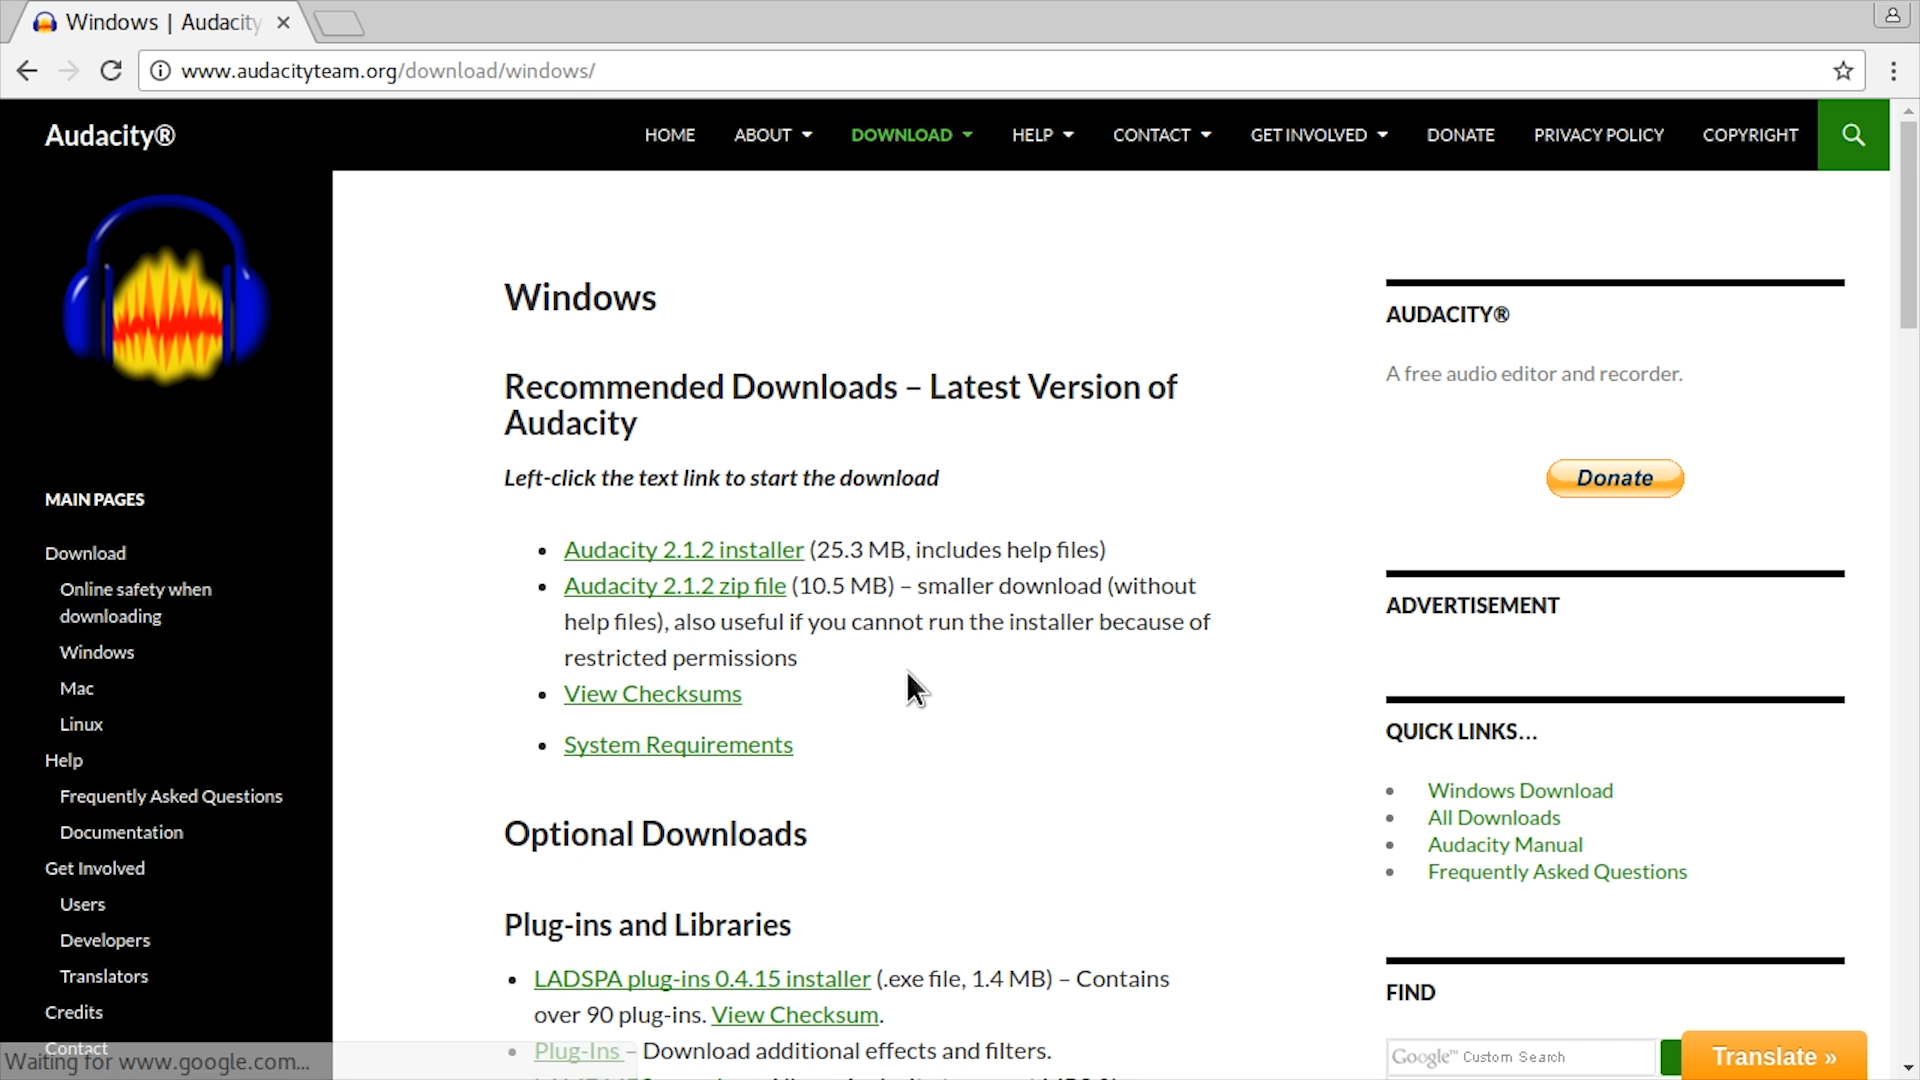 Windows | Audacity
www.audacityteam.org/download/windows/
Audacity®
HOME
ABOUT
DOWNLOAD
HELP
CONTACT
GET INVOLVED
DONATE
PRIVACY POLICY
COPYRIGHT
MAIN PAGES
Download
Online safety when
downloading
Windows
Mac
Linux
Help
Frequently Asked Questions
Documentation
Get Involved
Users
Developers
Translators
Credits
Contact
Waiting for www.google.com...
Windows
Recommended Downloads – Latest Version of
Audacity
Left-click the text link to start the download
• Audacity 2.1.2 installer (25.3 MB, includes help files)
• Audacity 2.1.2 zip file (10.5 MB) – smaller download (without
help files), also useful if you cannot run the installer because of
restricted permissions
• View Checksums
• System Requirements
Optional Downloads
Plug-ins and Libraries
• LADSPA plug-ins 0.4.15 installer (.exe file, 1.4 MB) – Contains
over 90 plug-ins. View Checksum.
• Plug-Ins – Download additional effects and filters.
AUDACITY®
A free audio editor and recorder.
Donate
ADVERTISEMENT
QUICK LINKS...
• Windows Download
• All Downloads
• Audacity Manual
• Frequently Asked Questions
FIND
Google™ Custom Search
Translate »